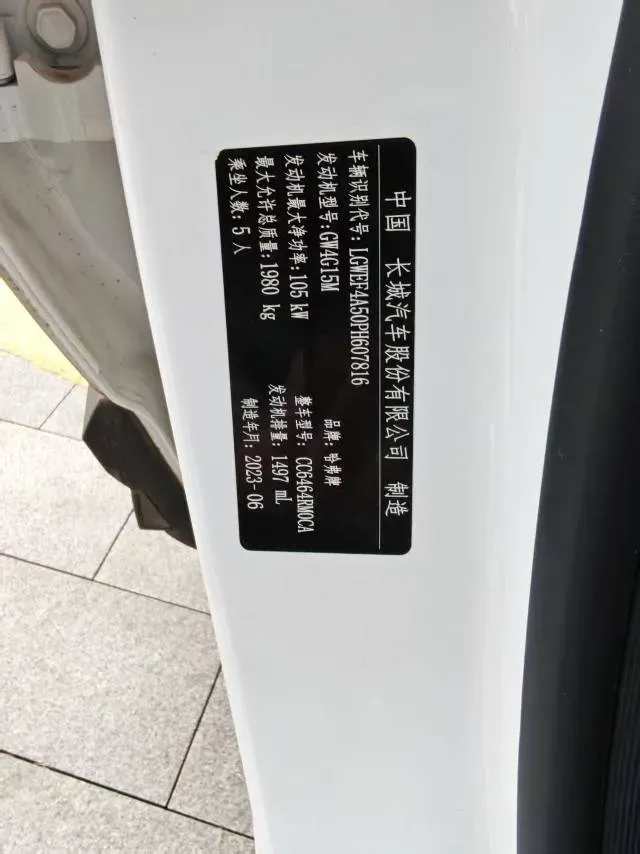 中国 长城汽车股份有限公司 制造
品牌：哈弗牌
车辆识别代号：LGWEF4A50PH607816
整车型号：CC6464RM0CA
发动机型号：GW4G15M
发动机排量：1497 mL
发动机最大净功率：105 kW
制造年月：2023-06
最大允许总质量：1980 kg
乘坐人数：5 人